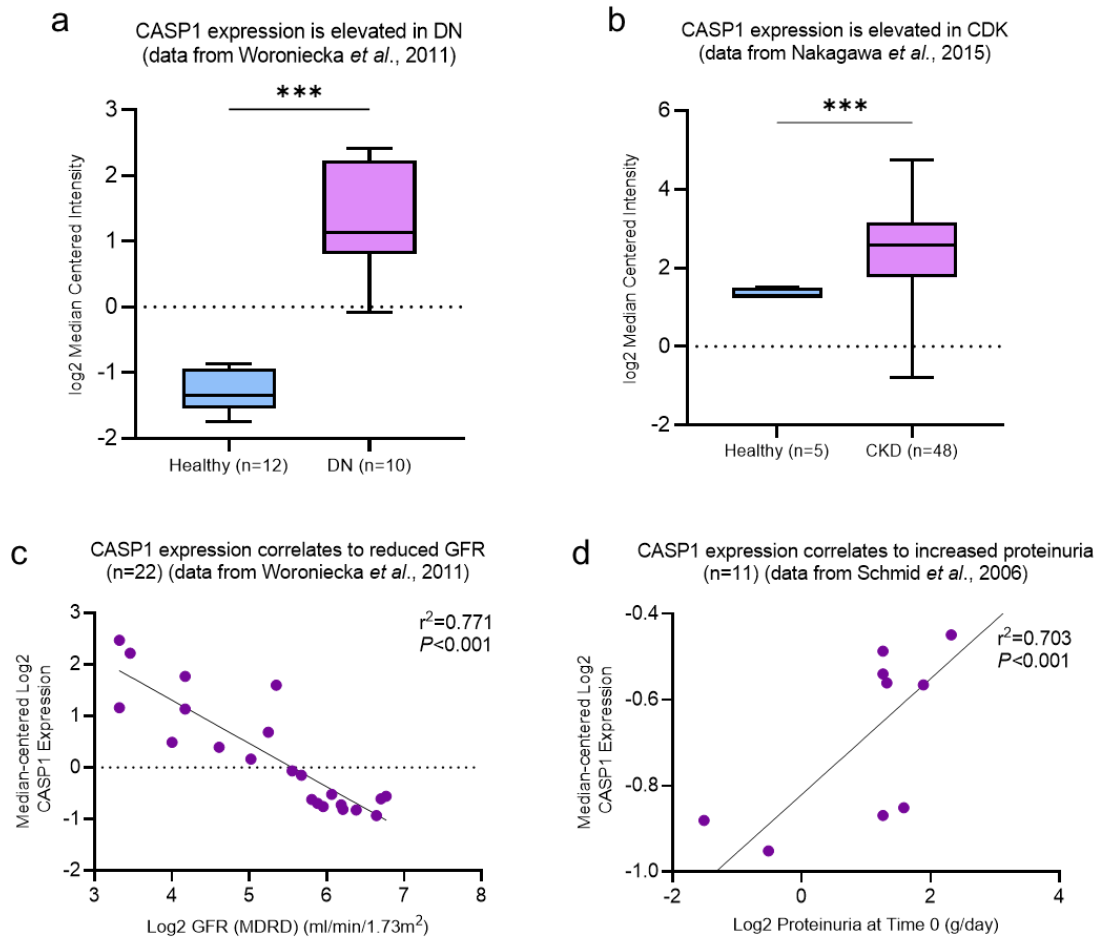 a
CASP1 expression is elevated in DN
(data from Woroniecka et al., 2011)
***
log2 Median Centered Intensity
3
2
1
0
-1
-2
Healthy (n=12)
DN (n=10)
b
CASP1 expression is elevated in CDK
(data from Nakagawa et al., 2015)
***
log2 Median Centered Intensity
6
4
2
0
-2
Healthy (n=5)
CKD (n=48)
c
CASP1 expression correlates to reduced GFR
(n=22) (data from Woroniecka et al., 2011)
r²=0.771
P<0.001
Median-centered Log2
CASP1 Expression
3
2
1
0
-1
-2
3 4 5 6 7 8
Log2 GFR (MDRD) (ml/min/1.73m²)
d
CASP1 expression correlates to increased proteinuria
(n=11) (data from Schmid et al., 2006)
r²=0.703
P<0.001
Median-centered Log2
CASP1 Expression
-0.4
-0.6
-0.8
-1.0
-2 0 2 4
Log2 Proteinuria at Time 0 (g/day)